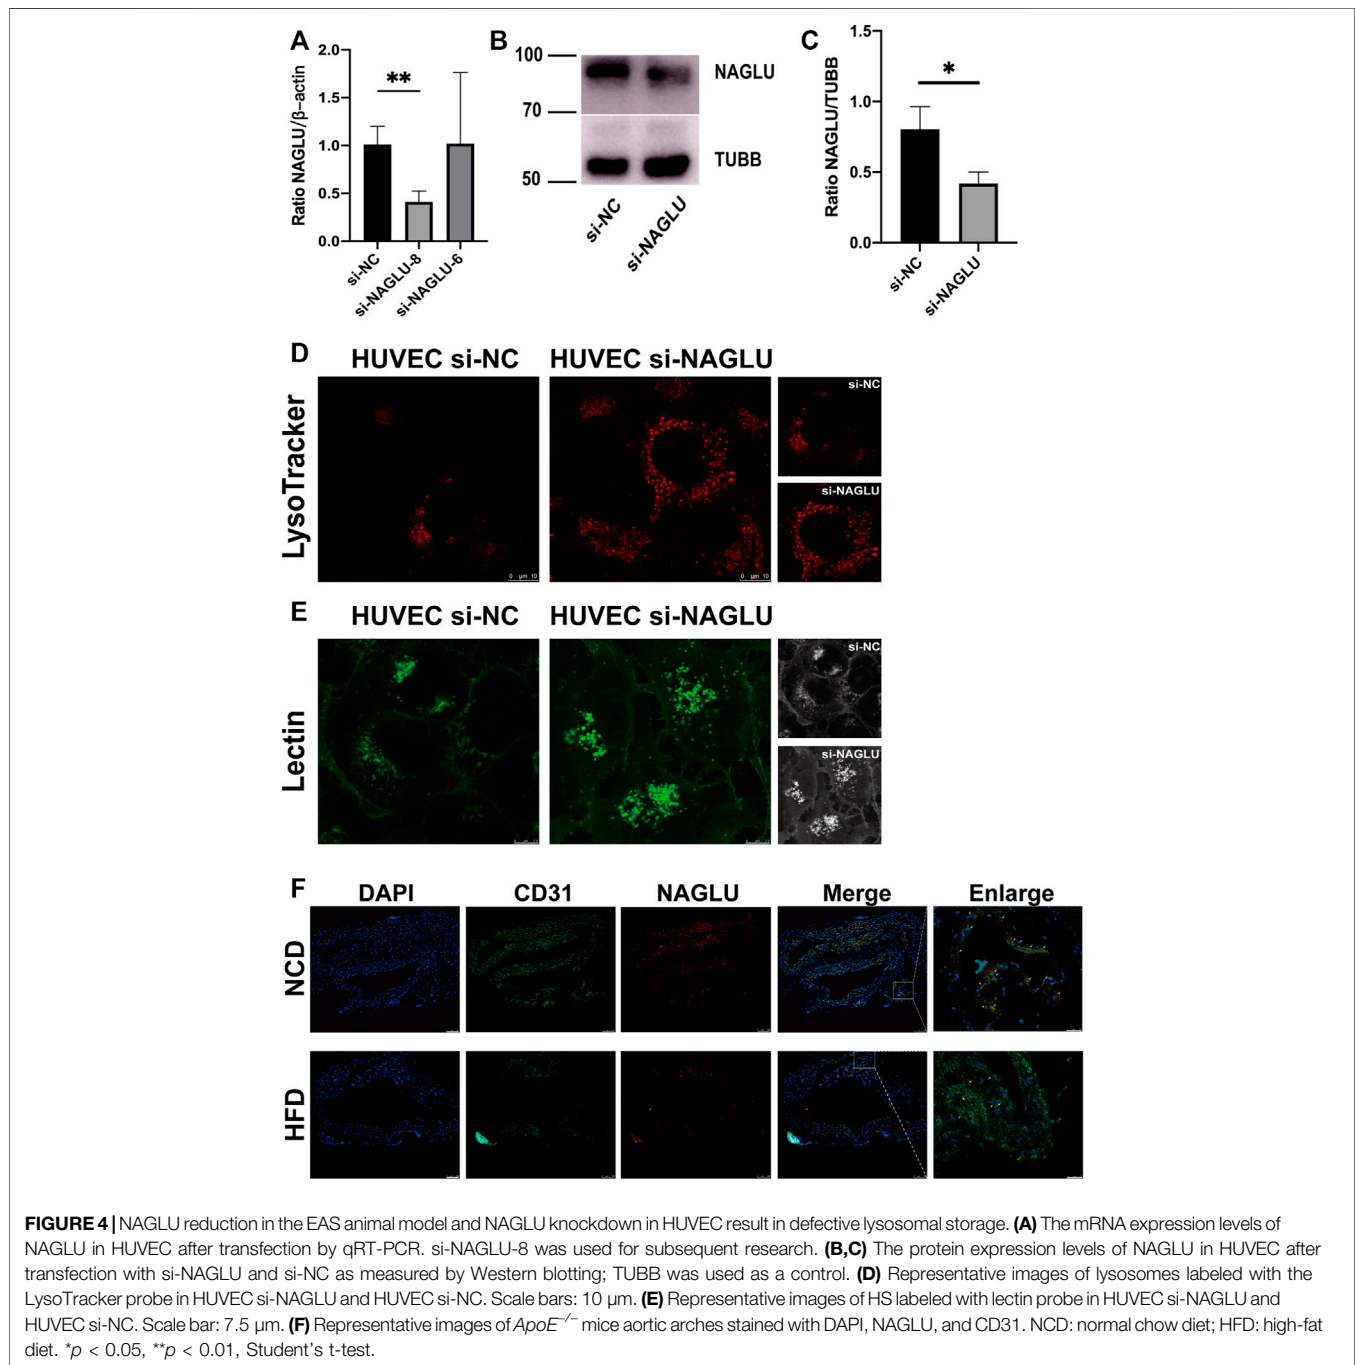 A
2.0
1.5
1.0
0.5
0.0
Ratio NAGLU/β−actin
**
si-NC
si-NAGLU-8
si-NAGLU-6
B
100
70
50
NAGLU
TUBB
si-NC
si-NAGLU
C
1.5
1.0
0.5
0.0
Ratio NAGLU/TUBB
*
si-NC
si-NAGLU
D
HUVEC si-NC
HUVEC si-NAGLU
LysoTracker
si-NC
si-NAGLU
0 µm 10
0 µm 10
E
HUVEC si-NC
HUVEC si-NAGLU
Lectin
si-NC
si-NAGLU
F
DAPI
CD31
NAGLU
Merge
Enlarge
NCD
HFD
FIGURE 4 | NAGLU reduction in the EAS animal model and NAGLU knockdown in HUVEC result in defective lysosomal storage. (A) The mRNA expression levels of
NAGLU in HUVEC after transfection by qRT-PCR. si-NAGLU-8 was used for subsequent research. (B,C) The protein expression levels of NAGLU in HUVEC after
transfection with si-NAGLU and si-NC as measured by Western blotting; TUBB was used as a control. (D) Representative images of lysosomes labeled with the
LysoTracker probe in HUVEC si-NAGLU and HUVEC si-NC. Scale bars: 10 µm. (E) Representative images of HS labeled with lectin probe in HUVEC si-NAGLU and
HUVEC si-NC. Scale bar: 7.5 µm. (F) Representative images of ApoE−/− mice aortic arches stained with DAPI, NAGLU, and CD31. NCD: normal chow diet; HFD: high-fat
diet. *p < 0.05, **p < 0.01, Student's t-test.